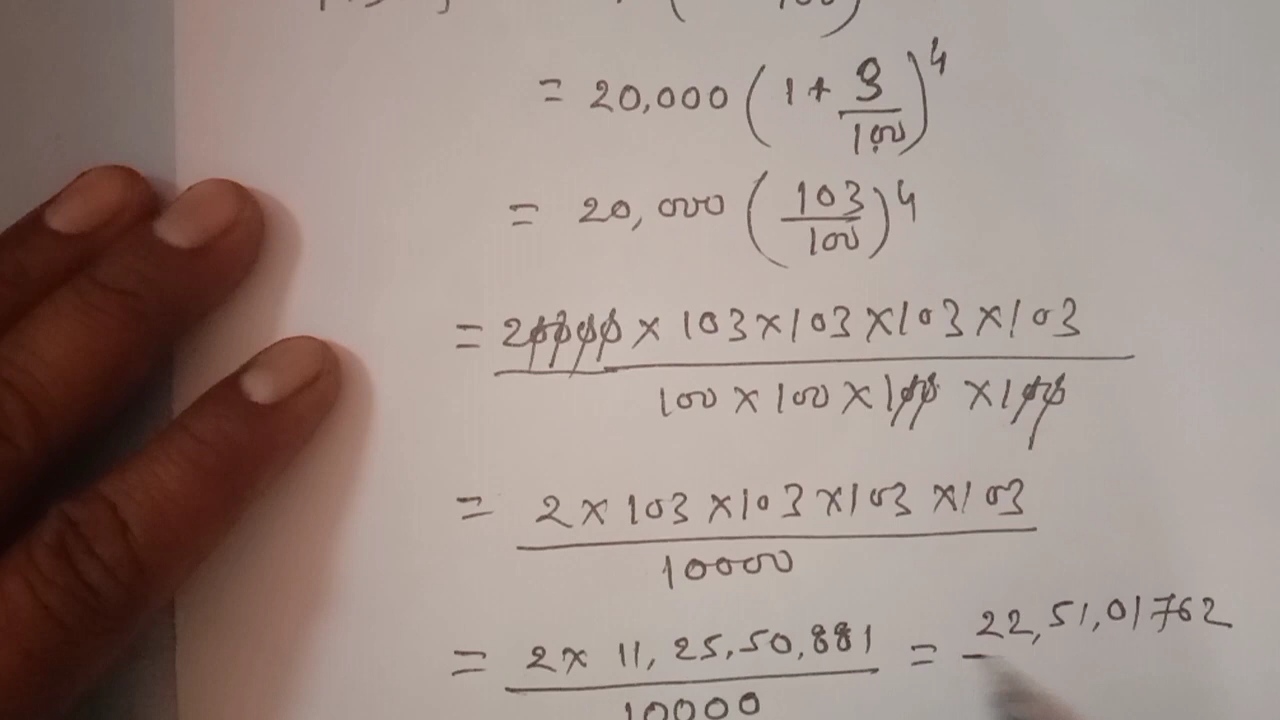 = 20,000 ( 1 + 3/100 )^4
= 20,000 ( 103/100 )^4
= 20000 × 103 × 103 × 103 × 103
100 × 100 × 100 × 100
= 2 × 103 × 103 × 103 × 103
10000
= 2 × 11,25,50,881 = 22,51,01762
10000